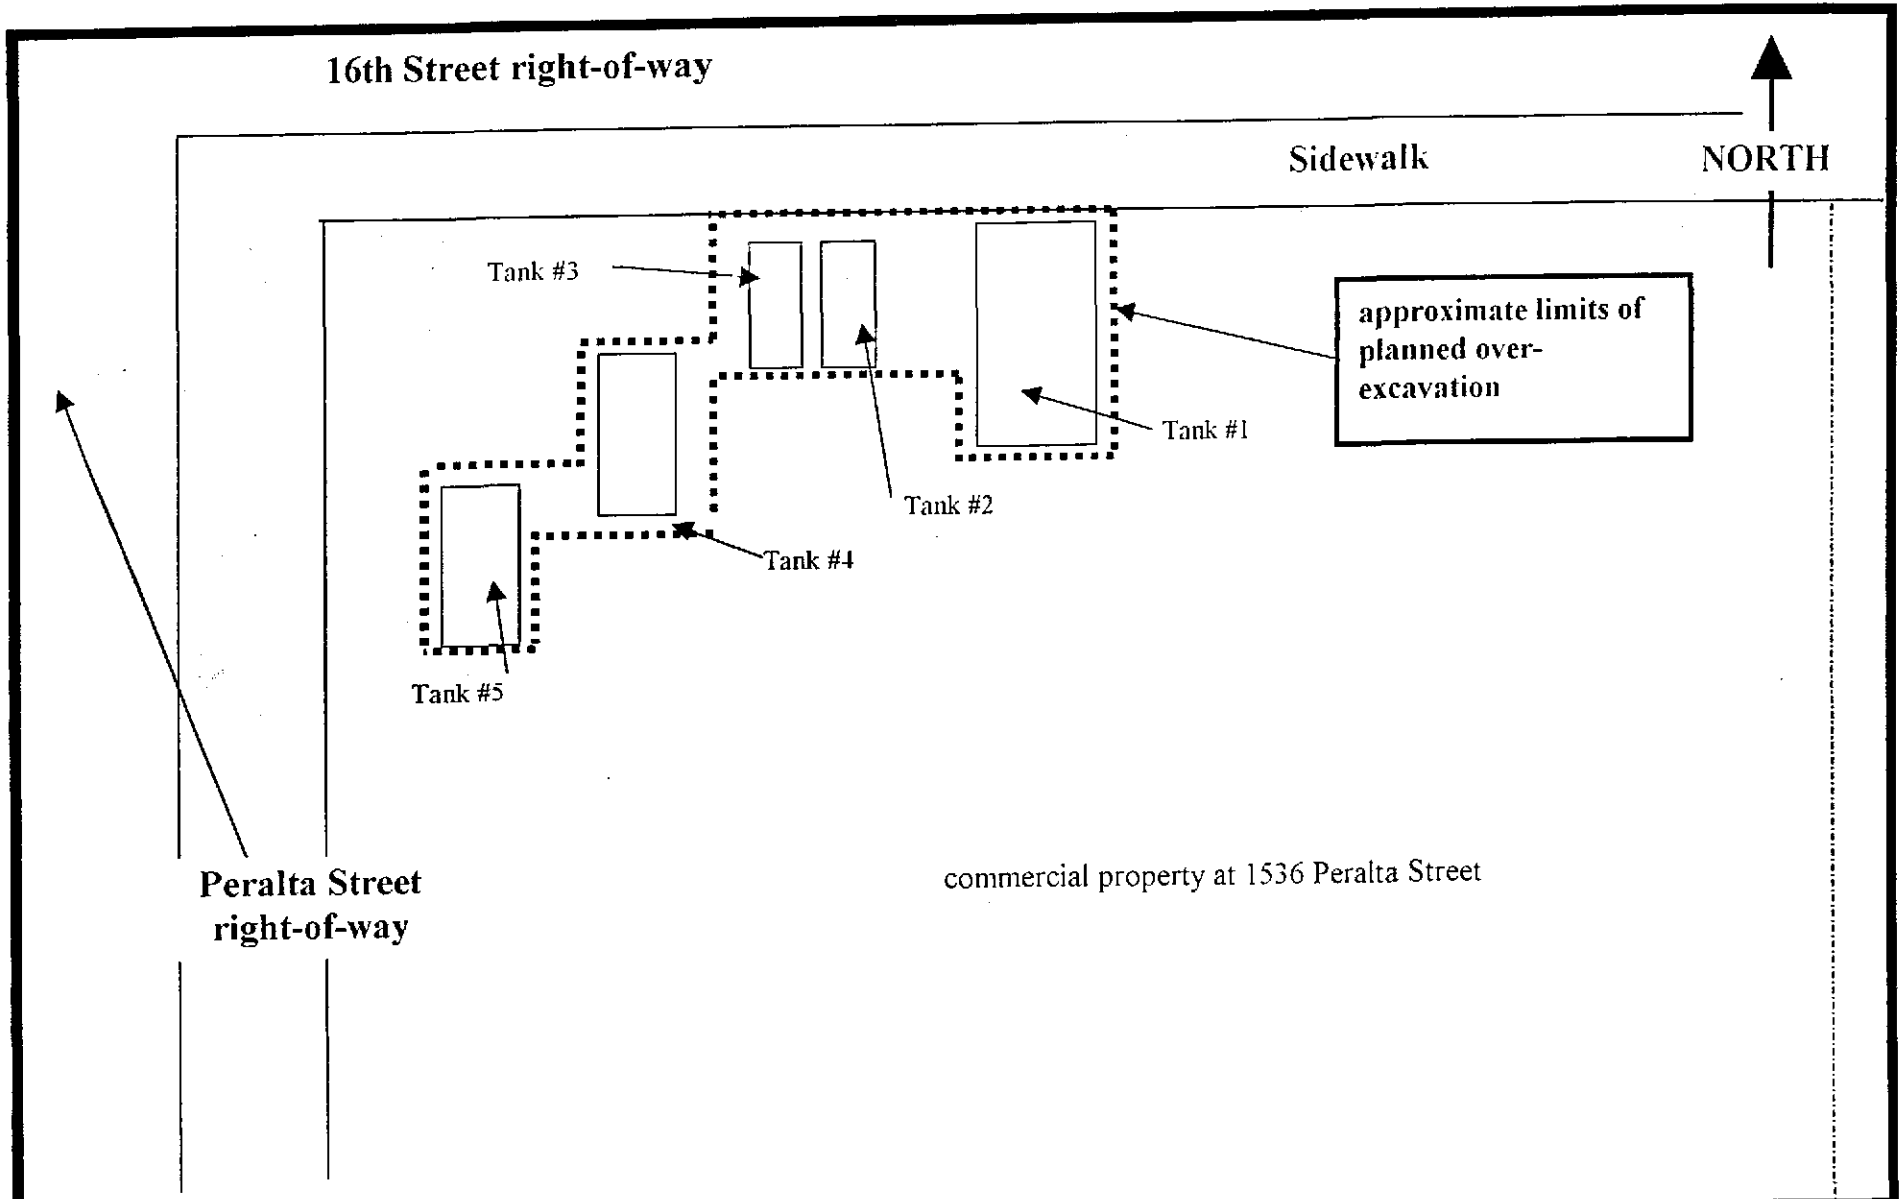 16th Street right-of-way
Sidewalk
NORTH
Tank #3
approximate limits of
planned over-
excavation
Tank #1
Tank #2
Tank #4
Tank #5
Peralta Street
right-of-way
commercial property at 1536 Peralta Street